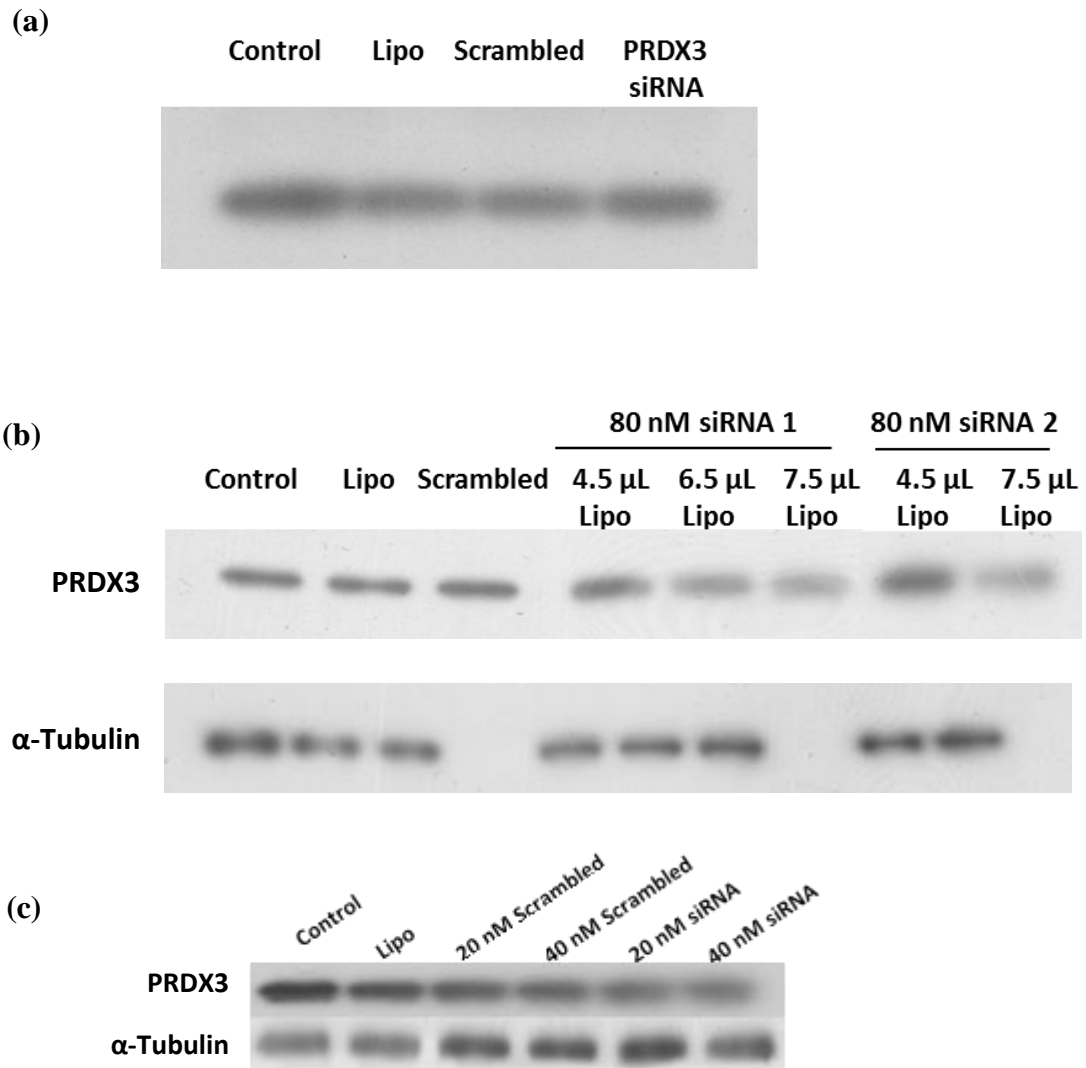 (a)
Control Lipo Scrambled PRDX3
siRNA
(b)
80 nM siRNA 1 80 nM siRNA 2
Control Lipo Scrambled 4.5 µL 6.5 µL 7.5 µL 4.5 µL 7.5 µL
Lipo Lipo Lipo Lipo Lipo
PRDX3
α-Tubulin
(c)
Control Lipo 20 nM Scrambled 40 nM Scrambled 20 nM siRNA 40 nM siRNA
PRDX3
α-Tubulin